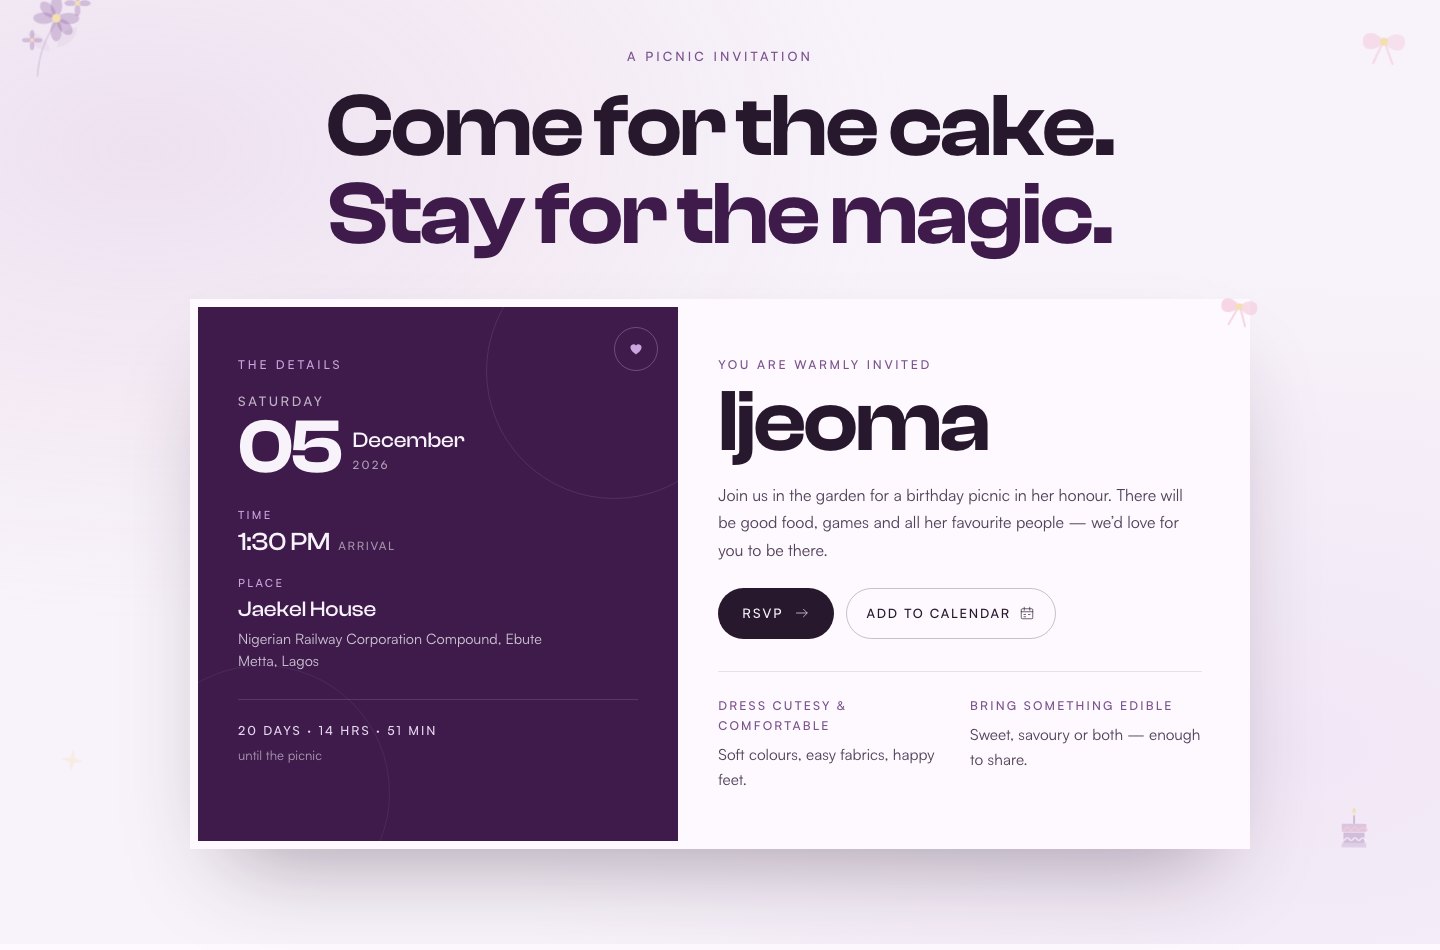 A PICNIC INVITATION
Come for the cake.
Stay for the magic.
THE DETAILS
SATURDAY
05
December
2026
TIME
1:30 PM ARRIVAL
PLACE
Jaekel House
Nigerian Railway Corporation Compound, Ebute
Metta, Lagos
20 DAYS · 14 HRS · 51 MIN
until the picnic
YOU ARE WARMLY INVITED
Ijeoma
Join us in the garden for a birthday picnic in her honour. There will
be good food, games and all her favourite people — we’d love for
you to be there.
RSVP →
ADD TO CALENDAR
DRESS CUTESY &
COMFORTABLE
Soft colours, easy fabrics, happy
feet.
BRING SOMETHING EDIBLE
Sweet, savoury or both — enough
to share.